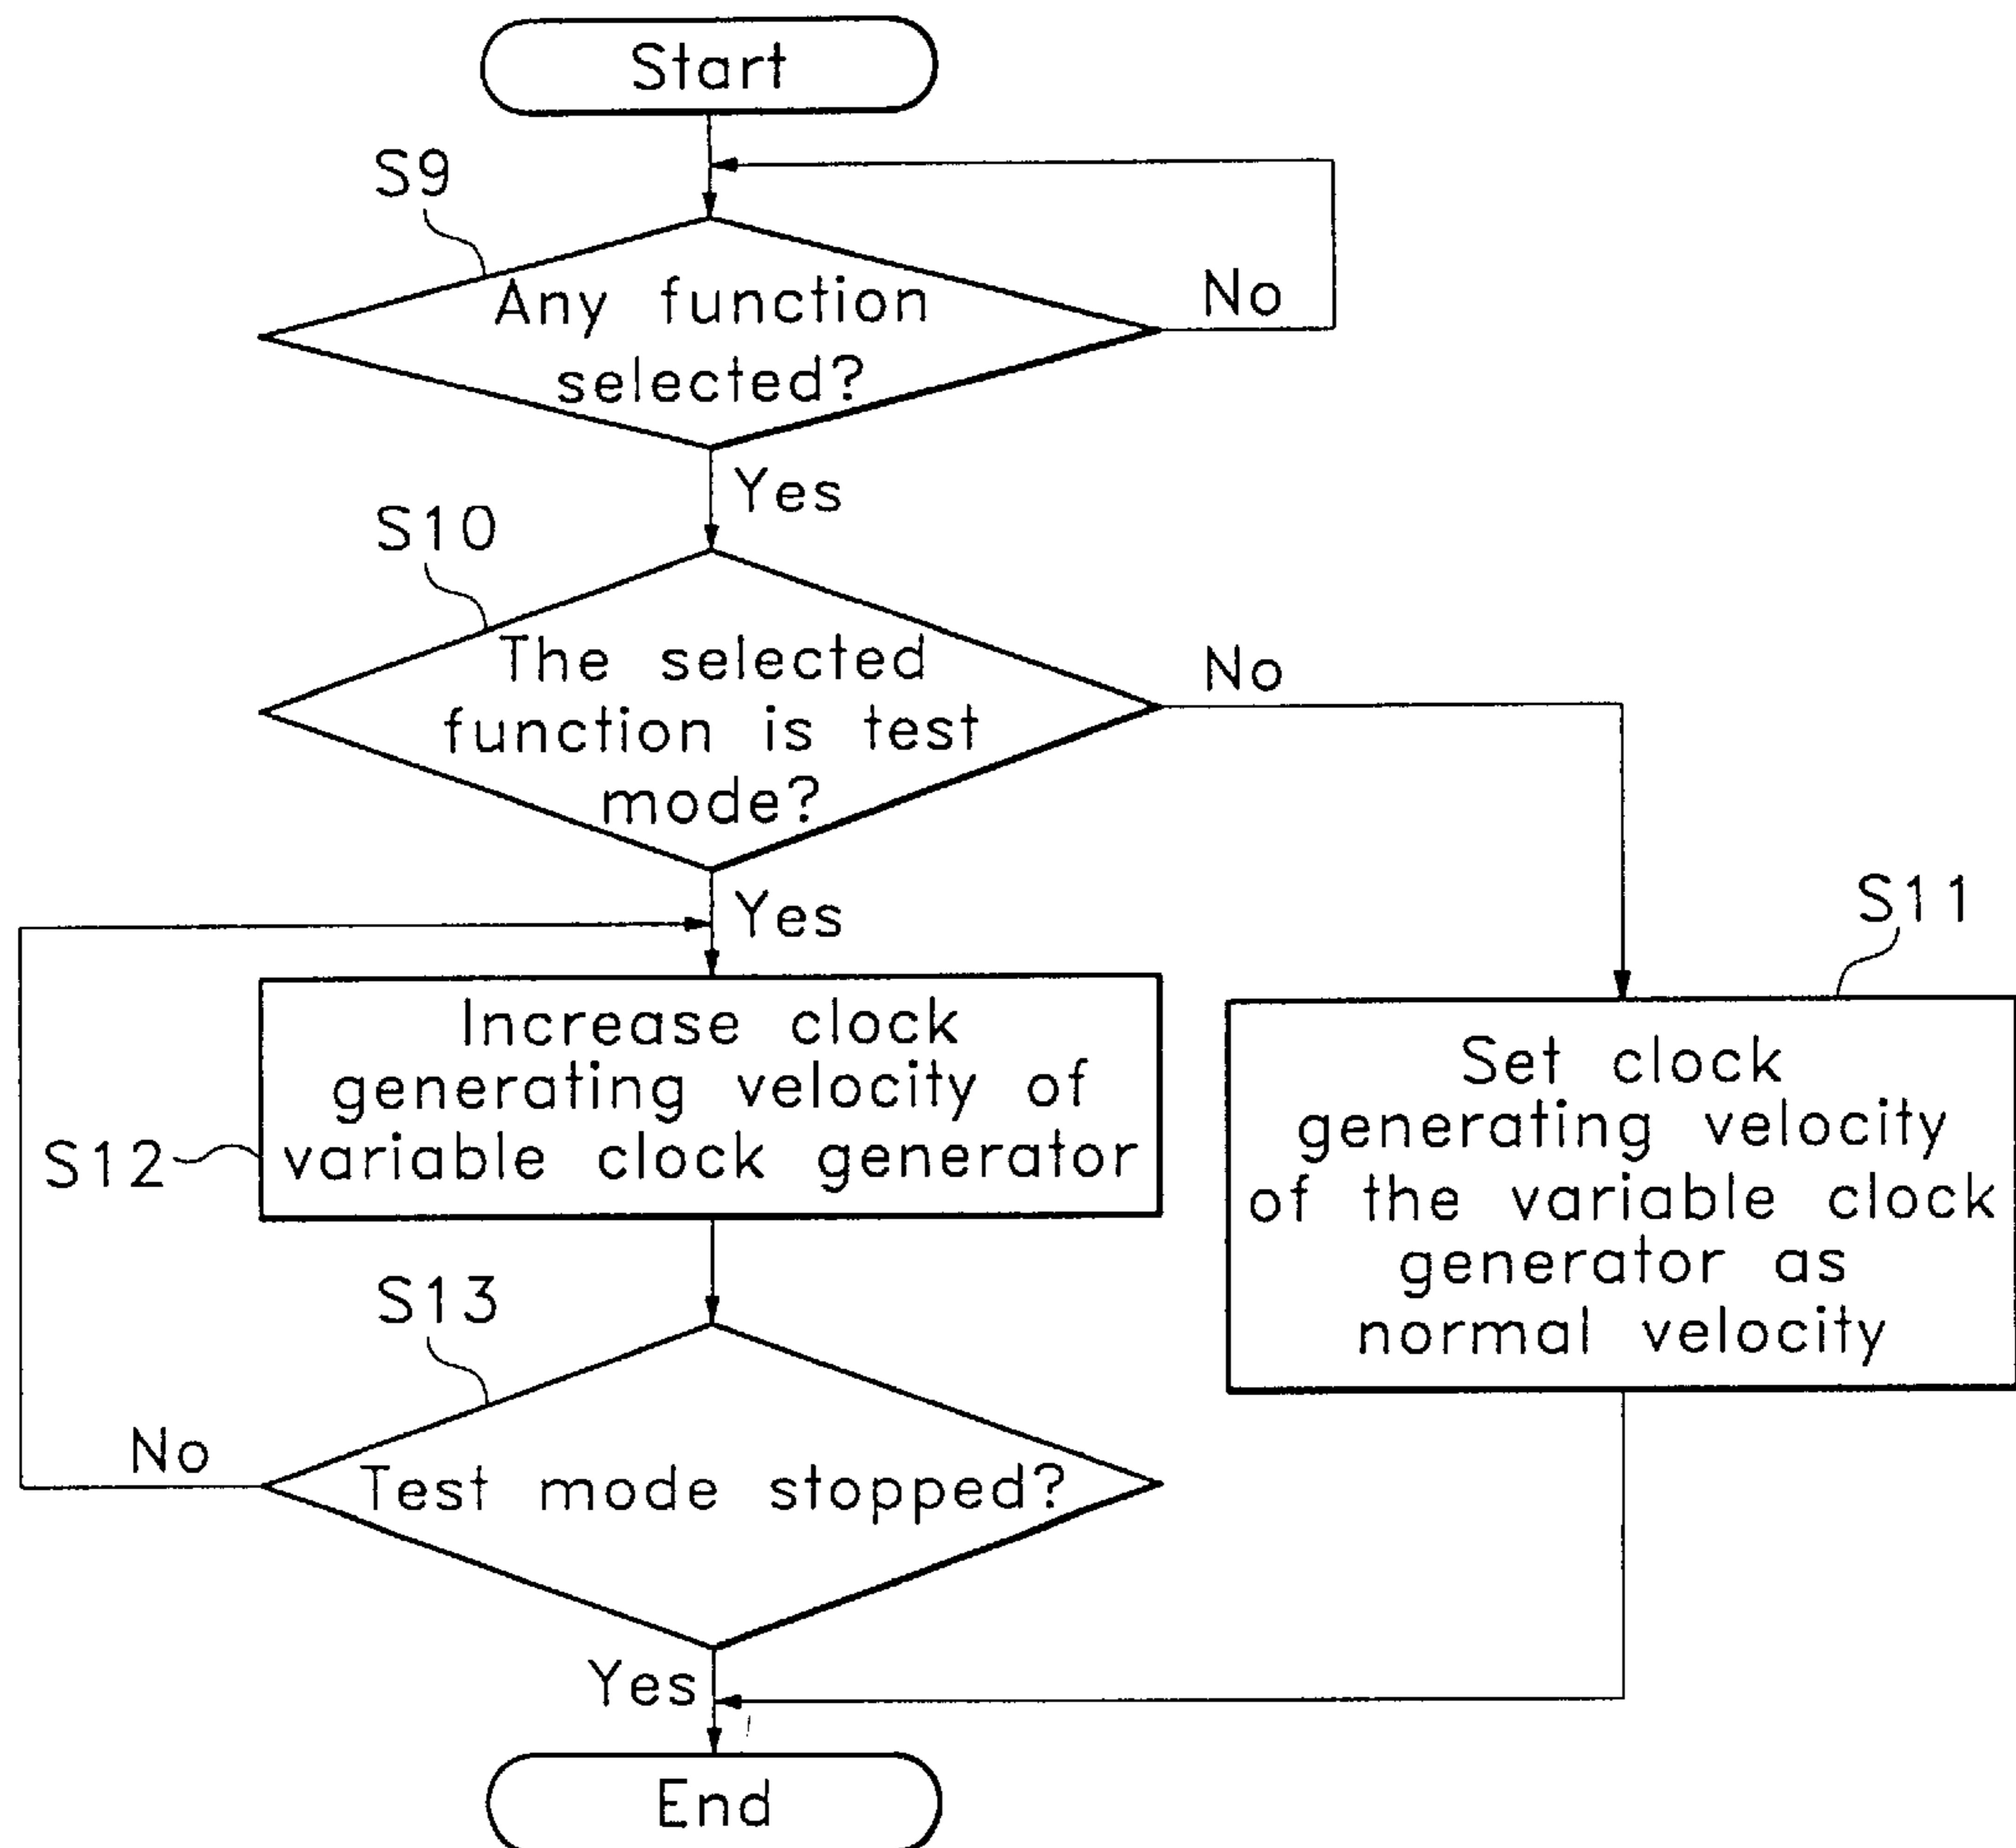 Start
S9
Any function
selected?
No
Yes
S10
The selected
function is test
mode?
No
Yes
S11
Increase clock
generating velocity of
variable clock generator
S12
Set clock
generating velocity
of the variable clock
generator as
normal velocity
S13
Test mode stopped?
No
Yes
End